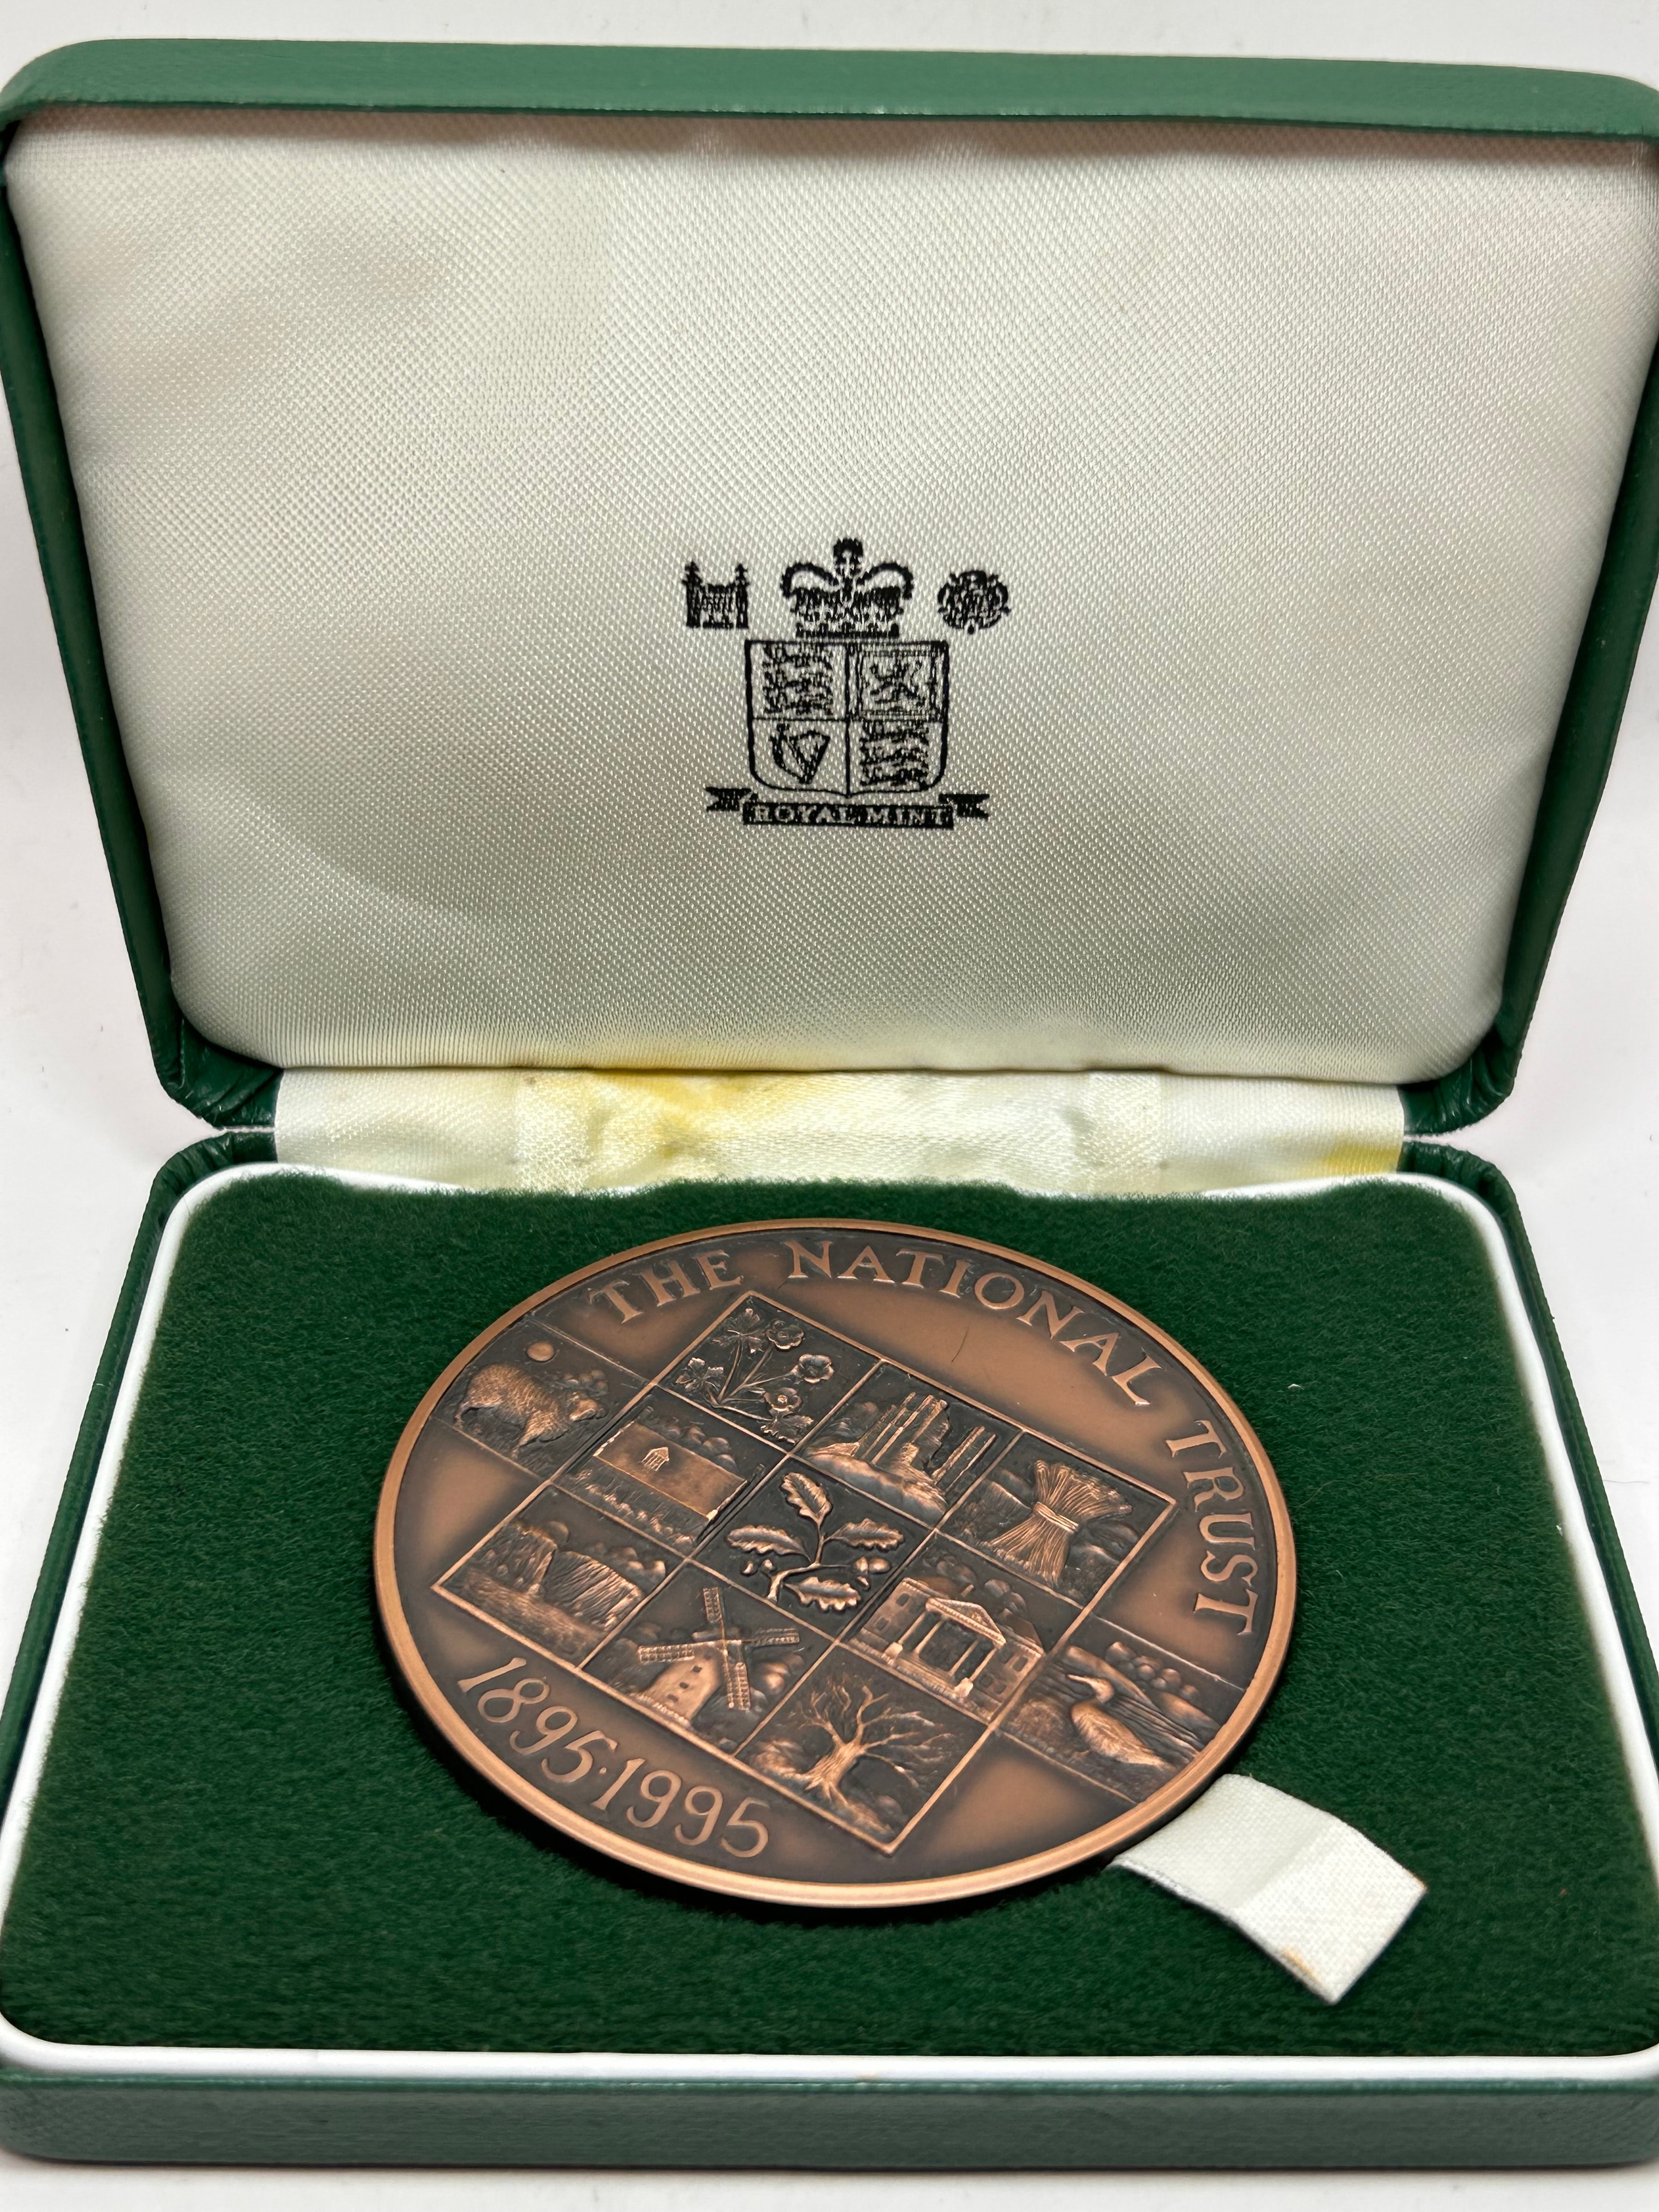 ROYAL MINT
THE NATIONAL TRUST
1895·1995